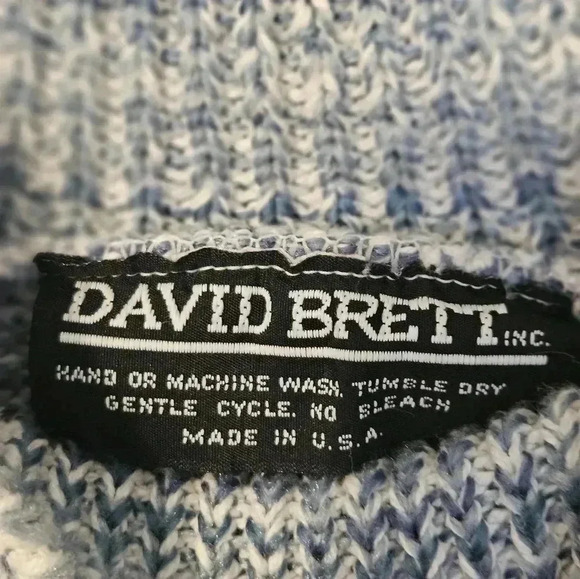 DAVID BRETT INC.
HAND OR MACHINE WASH. TUMBLE DRY
GENTLE CYCLE. NO BLEACH
MADE IN U.S.A.